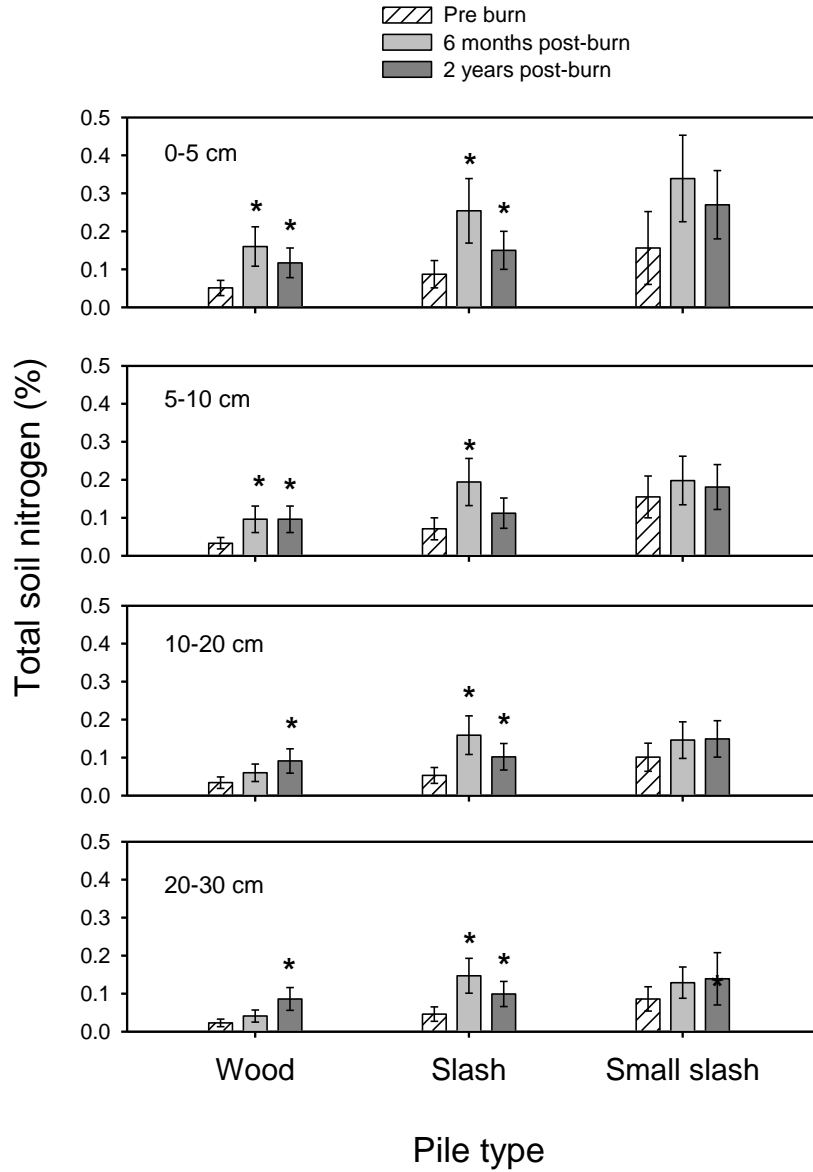 Pre burn
6 months post-burn
2 years post-burn
Total soil nitrogen (%)
0-5 cm
0.5
0.4
0.3
0.2
0.1
0.0
* * * *
5-10 cm
0.5
0.4
0.3
0.2
0.1
0.0
* * *
10-20 cm
0.5
0.4
0.3
0.2
0.1
0.0
* * *
20-30 cm
0.5
0.4
0.3
0.2
0.1
0.0
* * * *
Wood Slash Small slash
Pile type